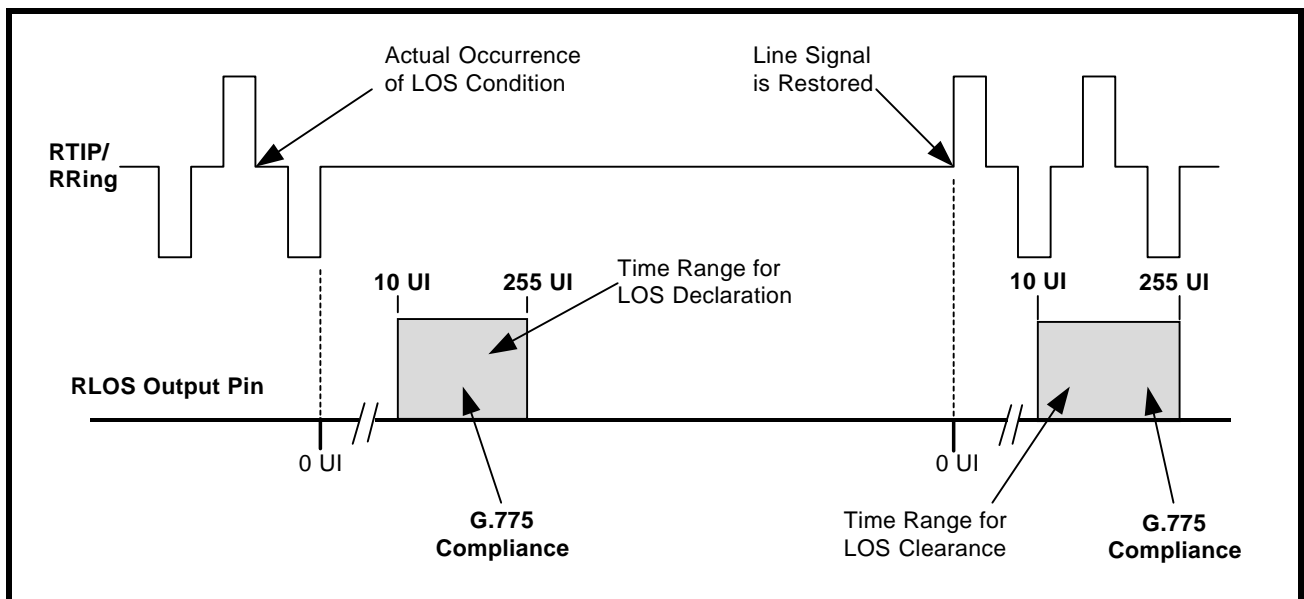 Actual Occurrence
of LOS Condition
Line Signal
is Restored
RTIP/
RRing
10 UI
255 UI
Time Range for
LOS Declaration
10 UI
255 UI
RLOS Output Pin
0 UI
0 UI
G.775
Compliance
Time Range for
LOS Clearance
G.775
Compliance